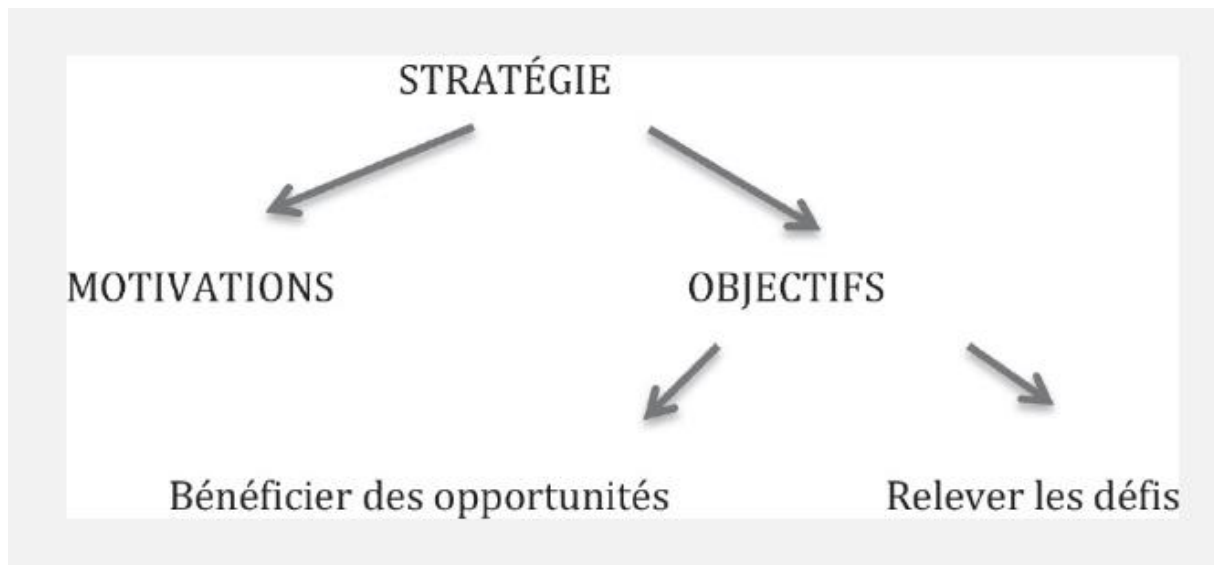 STRATÉGIE
MOTIVATIONS OBJECTIFS
Bénéficier des opportunités Relever les défis